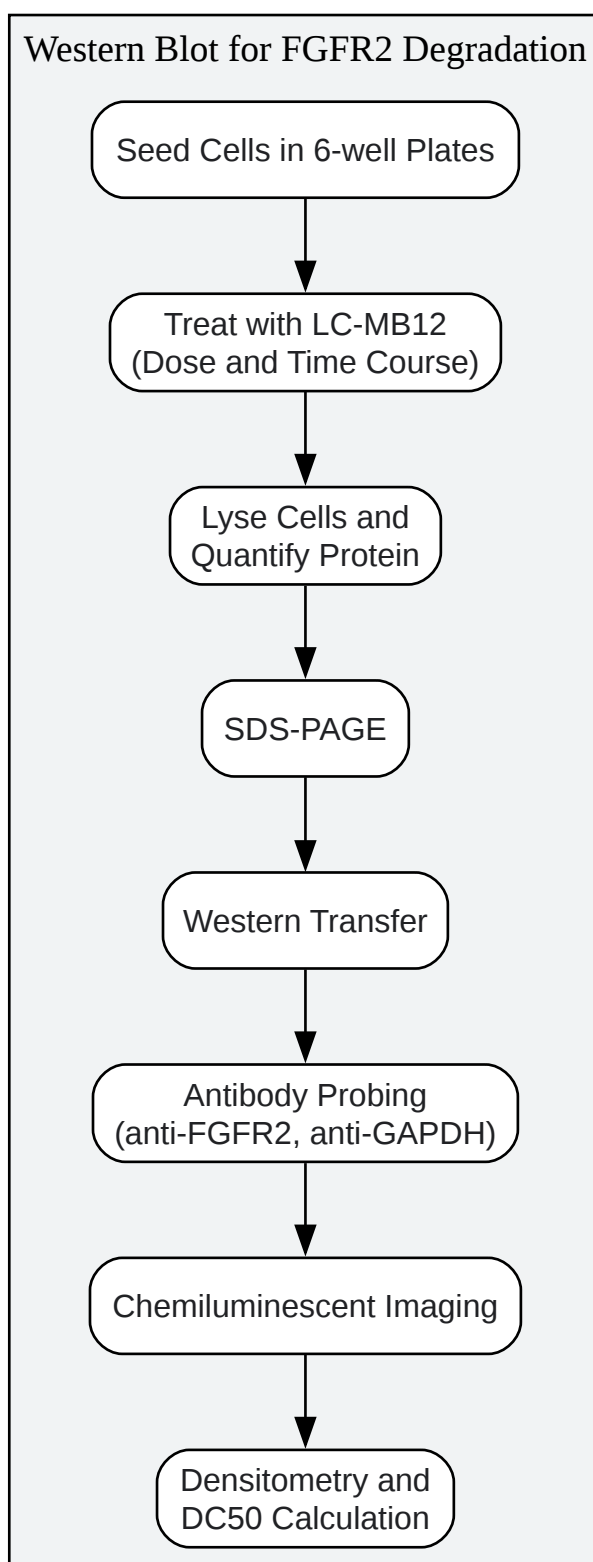 Western Blot for FGFR2 Degradation
Seed Cells in 6-well Plates
Treat with LC-MB12
(Dose and Time Course)
Lyse Cells and
Quantify Protein
SDS-PAGE
Western Transfer
Antibody Probing
(anti-FGFR2, anti-GAPDH)
Chemiluminescent Imaging
Densitometry and
DC50 Calculation